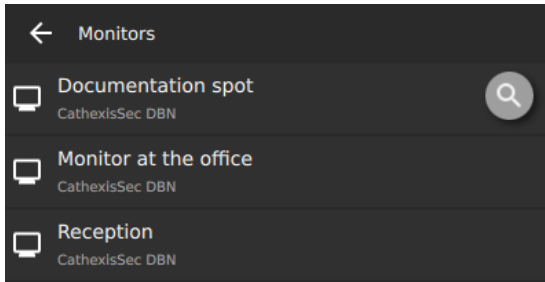 Monitors
Documentation spot
CathexisSec DBN
Monitor at the office
CathexisSec DBN
Reception
CathexisSec DBN